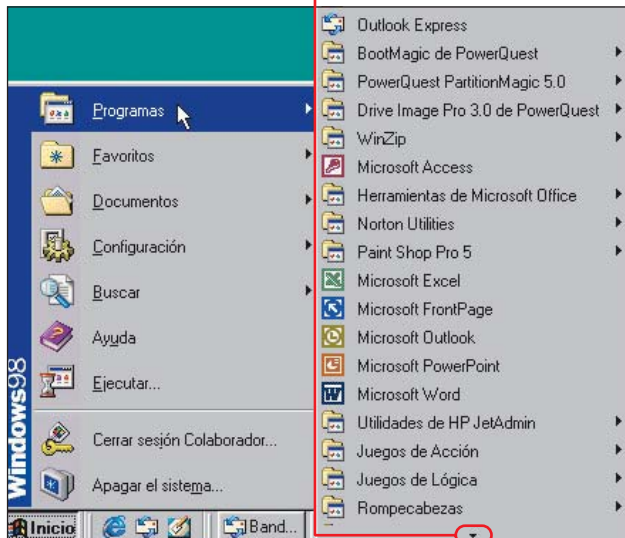 Programas
Favoritos
Documentos
Configuración
Buscar
Ayuda
Ejecutar...
Cerrar sesión Colaborador...
Apagar el sistema...
Windows98
Inicio
Band...
Outlook Express
BootMagic de PowerQuest
PowerQuest PartitionMagic 5.0
Drive Image Pro 3.0 de PowerQuest
WinZip
Microsoft Access
Herramientas de Microsoft Office
Norton Utilities
Paint Shop Pro 5
Microsoft Excel
Microsoft FrontPage
Microsoft Outlook
Microsoft PowerPoint
Microsoft Word
Utilidades de HP JetAdmin
Juegos de Acción
Juegos de Lógica
Rompecabezas